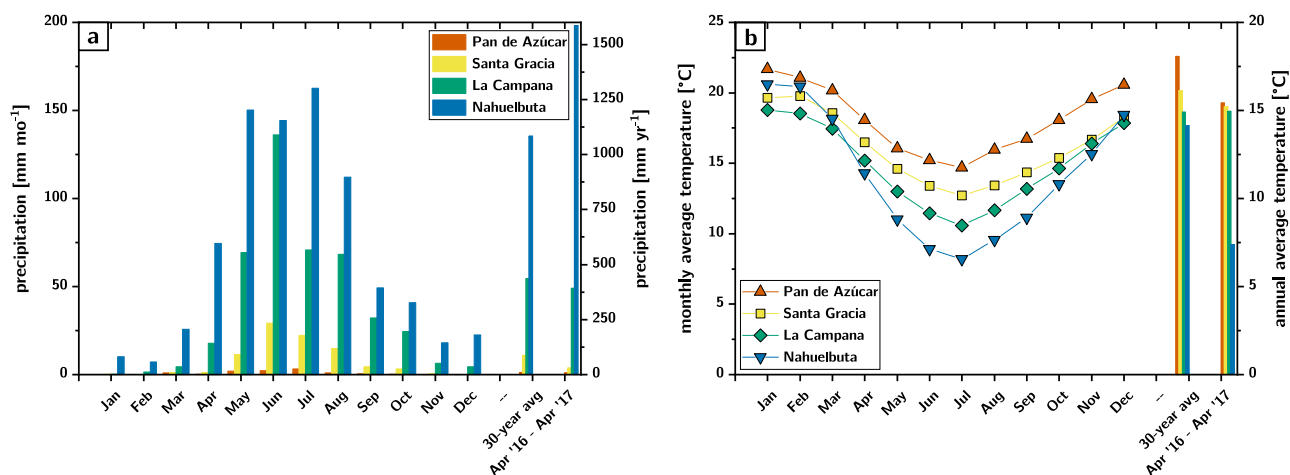 a
Pan de Azúcar
Santa Gracia
La Campana
Nahuelbuta
precipitation [mm mo⁻¹]
200
150
100
50
0
precipitation [mm yr⁻¹]
1500
1250
1000
750
500
250
0
Jan
Feb
Mar
Apr
May
Jun
Jul
Aug
Sep
Oct
Nov
Dec
--
30-year avg
Apr '16 - Apr '17
b
monthly average temperature [°C]
25
20
15
10
5
0
annual average temperature [°C]
20
15
10
5
0
Pan de Azúcar
Santa Gracia
La Campana
Nahuelbuta
Jan
Feb
Mar
Apr
May
Jun
Jul
Aug
Sep
Oct
Nov
Dec
--
30-year avg
Apr '16 - Apr '17